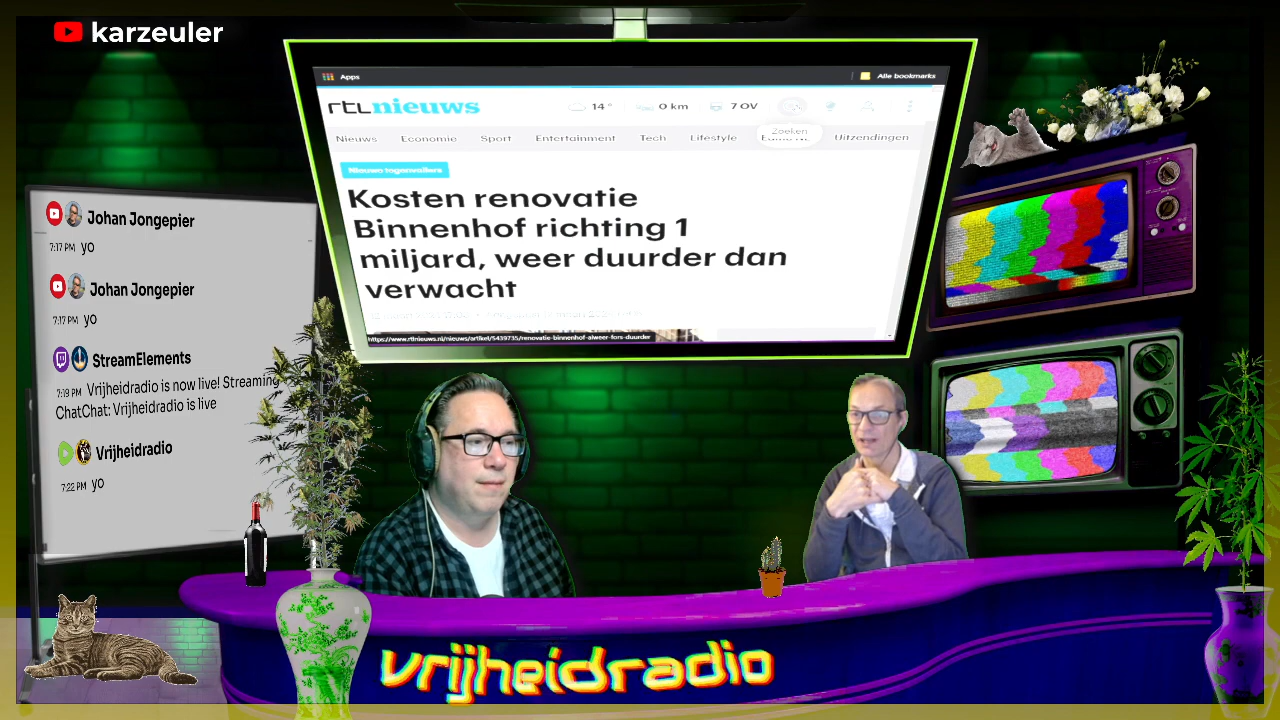 karzeuler
Apps
Alle bookmarks
rtlnieuws
14°
0 km
7 OV
Nieuws
Economie
Sport
Entertainment
Tech
Lifestyle
Zoeken
Uitzendingen
Nieuwe tegenvallers
Kosten renovatie
Binnenhof richting 1
miljard, weer duurder dan
verwacht
https://www.rtlnieuws.nl/nieuws/artikel/5439735/renovatie-binnenhof-alweer-fors-duurder
Johan Jongepier
7:17 PM yo
Johan Jongepier
7:17 PM yo
StreamElements
7:19 PM Vrijheidradio is now live! Streaming
ChatChat: Vrijheidradio is live
Vrijheidradio
7:22 PM yo
vrijheidradio